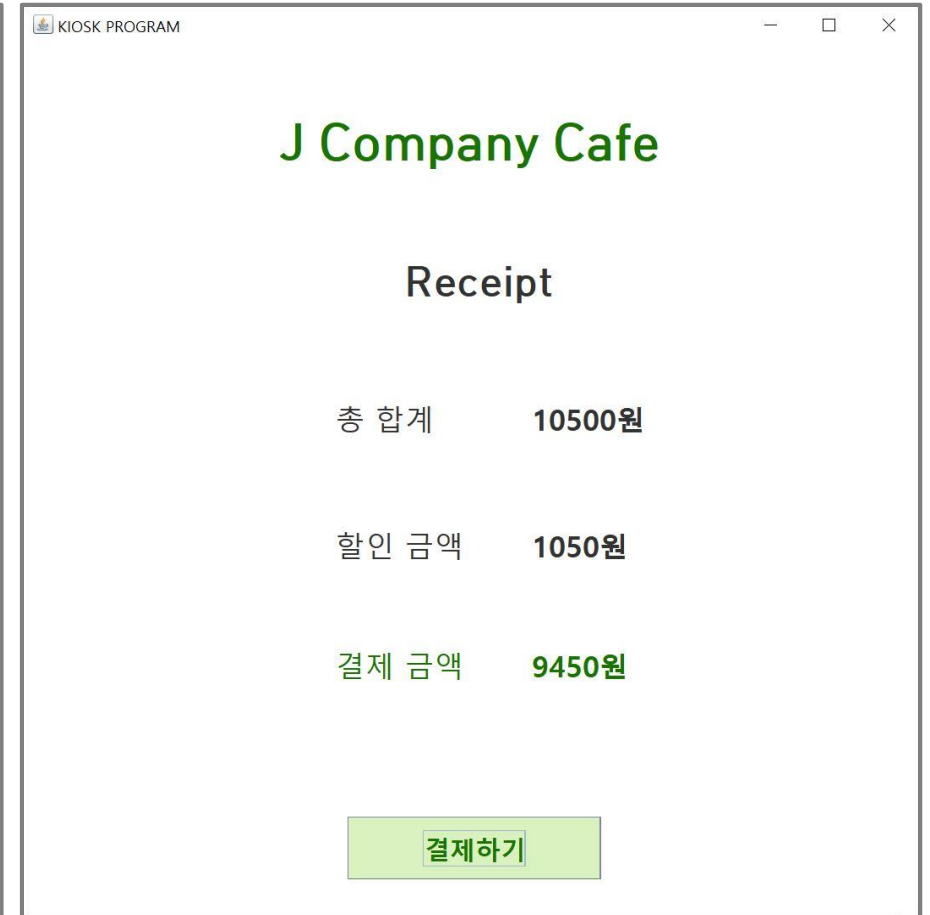 KIOSK PROGRAM
J Company Cafe
Receipt
총 합계 10500원
할인 금액 1050원
결제 금액 9450원
결제하기